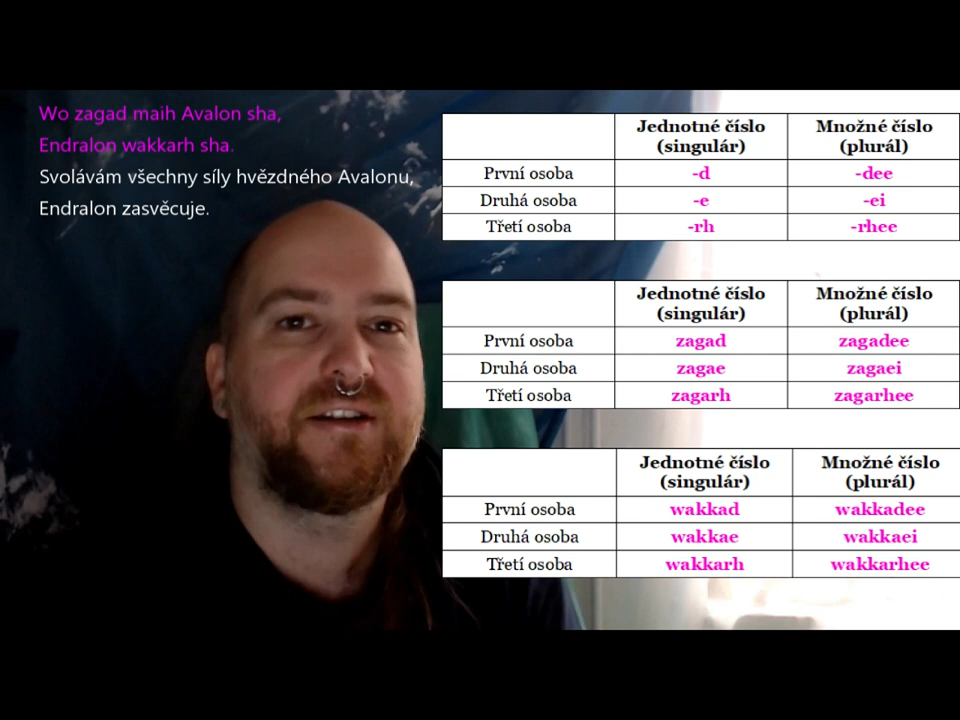 Wo zagad maih Avalon sha,
Endralon wakkarh sha.
Svolávám všechny síly hvězdného Avalonu,
Endralon zasvěcuje.
Jednotné číslo (singulár) Množné číslo (plurál)
První osoba -d -dee
Druhá osoba -e -ei
Třetí osoba -rh -rhee
Jednotné číslo (singulár) Množné číslo (plurál)
První osoba zagad zagadee
Druhá osoba zagae zagaei
Třetí osoba zagarh zagarhee
Jednotné číslo (singulár) Množné číslo (plurál)
První osoba wakkad wakkadee
Druhá osoba wakkae wakkaei
Třetí osoba wakkarh wakkarhee